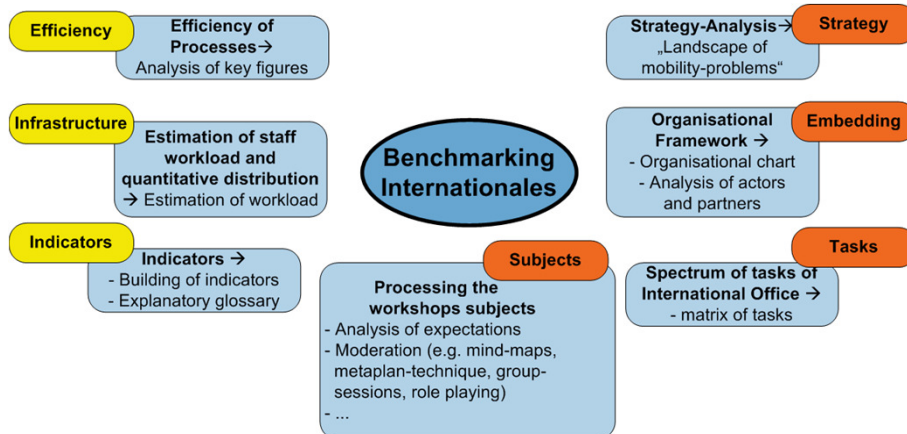 Efficiency
Efficiency of
Processes→
Analysis of key figures
Strategy
Strategy-Analysis→
„Landscape of
mobility-problems“
Infrastructure
Estimation of staff
workload and
quantitative distribution
→ Estimation of workload
Benchmarking
Internationales
Embedding
Organisational
Framework →
- Organisational chart
- Analysis of actors
and partners
Indicators
Indicators →
- Building of indicators
- Explanatory glossary
Subjects
Processing the
workshops subjects
- Analysis of expectations
- Moderation (e.g. mind-maps,
metaplan-technique, group-
sessions, role playing)
- ...
Tasks
Spectrum of tasks of
International Office →
- matrix of tasks